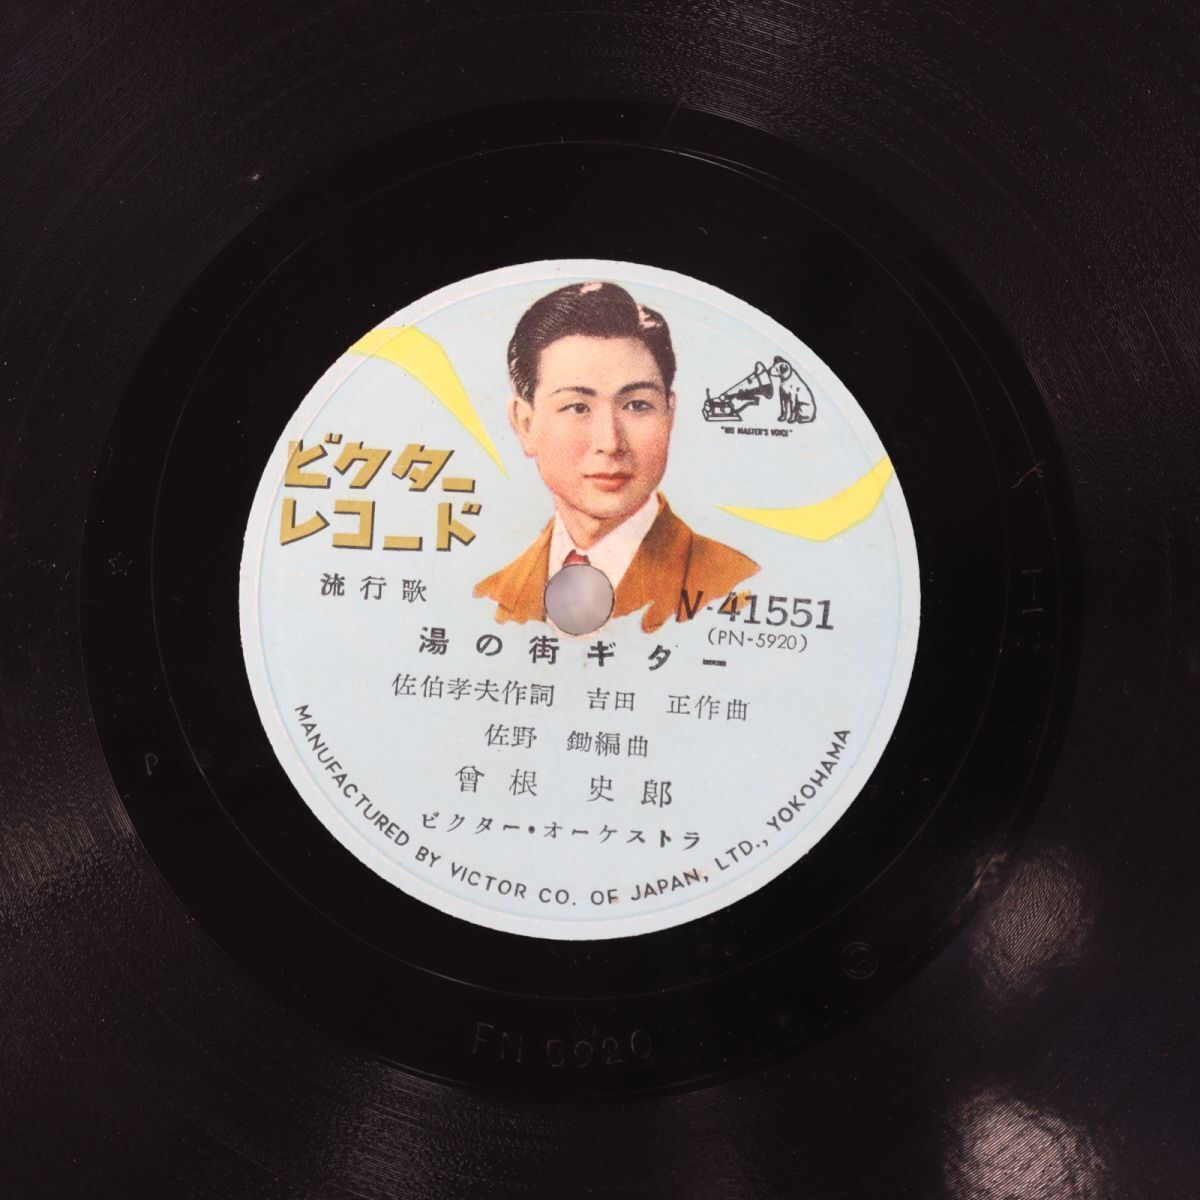 "HIS MASTER'S VOICE"
ビクター
レコード
流行歌
V-41551
(PN-5920)
湯の街ギター
佐伯孝夫作詞 吉田 正作曲
佐野 鋤編曲
曾根 史郎
ビクター・オーケストラ
MANUFACTURED BY VICTOR CO. OF JAPAN, LTD., YOKOHAMA
PN 5920
P